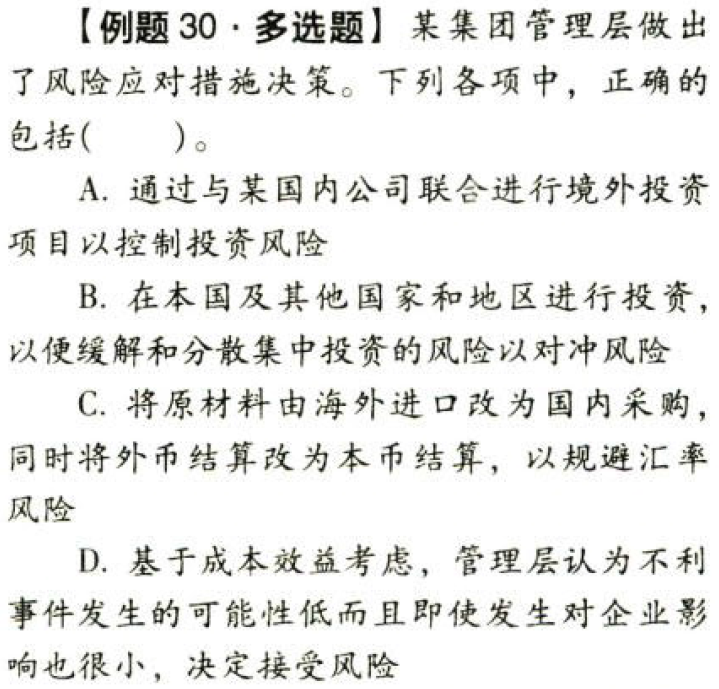 【例题 30·多选题】某集团管理层做出
了风险应对措施决策。下列各项中，正确的
包括(  )。
A. 通过与某国内公司联合进行境外投资
项目以控制投资风险
B. 在本国及其他国家和地区进行投资，
以便缓解和分散集中投资的风险以对冲风险
C. 将原材料由海外进口改为国内采购，
同时将外币结算改为本币结算，以规避汇率
风险
D. 基于成本效益考虑，管理层认为不利
事件发生的可能性低而且即使发生对企业影
响也很小，决定接受风险